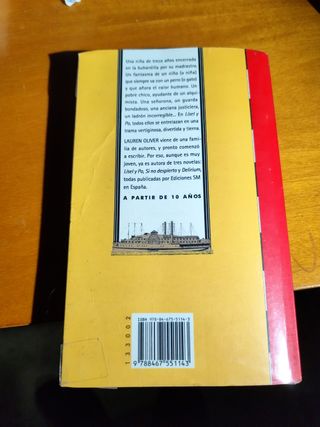 Una niña de trece años encerrada
en la buhardilla por su madrastra.
Un fantasma de un niño (o niña)
que siempre va con un perro (o gato)
y que añora el calor humano. Un
pobre chico, ayudante de un alqui-
mista. Una señorona, un guarda
bondadoso, una anciana justiciera,
un ladrón incorregible... En Liesl y
Po, todos ellos se entrelazan en una
trama vertiginosa, divertida y tierna.
LAUREN OLIVER viene de una fami-
lia de autores, y pronto comenzó
a escribir. Por eso, aunque es muy
joven, ya es autora de tres novelas:
Liesl y Po, Si no despierto y Delirium,
todas publicadas por Ediciones SM
en España.
A PARTIR DE 10 AÑOS
ISBN 978-84-675-5114-3
133002
9 788467 551143